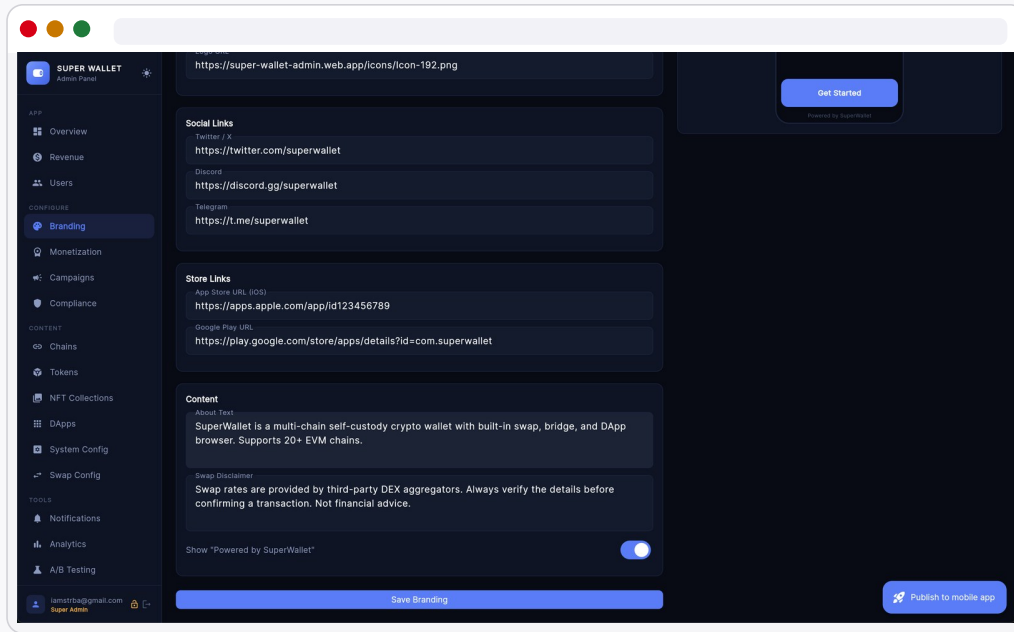 SUPER WALLET
Admin Panel
APP
Overview
Revenue
Users
CONFIGURE
Branding
Monetization
Campaigns
Compliance
CONTENT
Chains
Tokens
NFT Collections
DApps
System Config
Swap Config
TOOLS
Notifications
Analytics
A/B Testing
iamstrba@gmail.com
Super Admin
https://super-wallet-admin.web.app/icons/Icon-192.png
Social Links
Twitter / X
https://twitter.com/superwallet
Discord
https://discord.gg/superwallet
Telegram
https://t.me/superwallet
Store Links
App Store URL (iOS)
https://apps.apple.com/app/id123456789
Google Play URL
https://play.google.com/store/apps/details?id=com.superwallet
Content
About Text
SuperWallet is a multi-chain self-custody crypto wallet with built-in swap, bridge, and DApp
browser. Supports 20+ EVM chains.
Swap Disclaimer
Swap rates are provided by third-party DEX aggregators. Always verify the details before
confirming a transaction. Not financial advice.
Show "Powered by SuperWallet"
Save Branding
Get Started
Powered by SuperWallet
Publish to mobile app